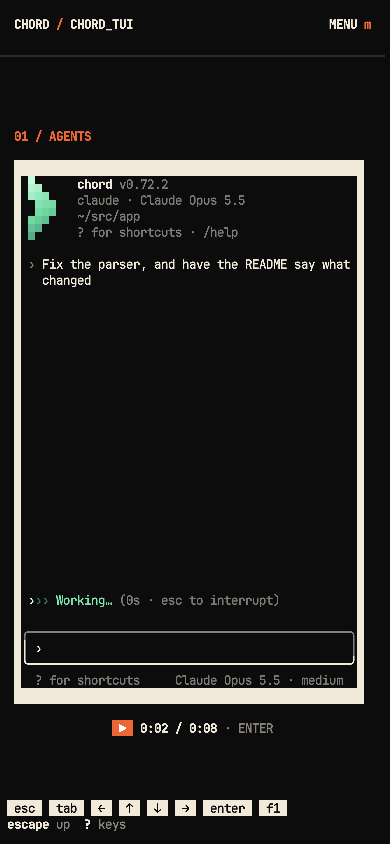 CHORD / CHORD_TUI
MENU m
01 / AGENTS
chord v0.72.2
claude · Claude Opus 5.5
~/src/app
? for shortcuts · /help
› Fix the parser, and have the README say what
changed
››› Working… (0s · esc to interrupt)
›
? for shortcuts Claude Opus 5.5 · medium
▶ 0:02 / 0:08 · ENTER
esc tab ← ↑ ↓ → enter f1
escape up ? keys